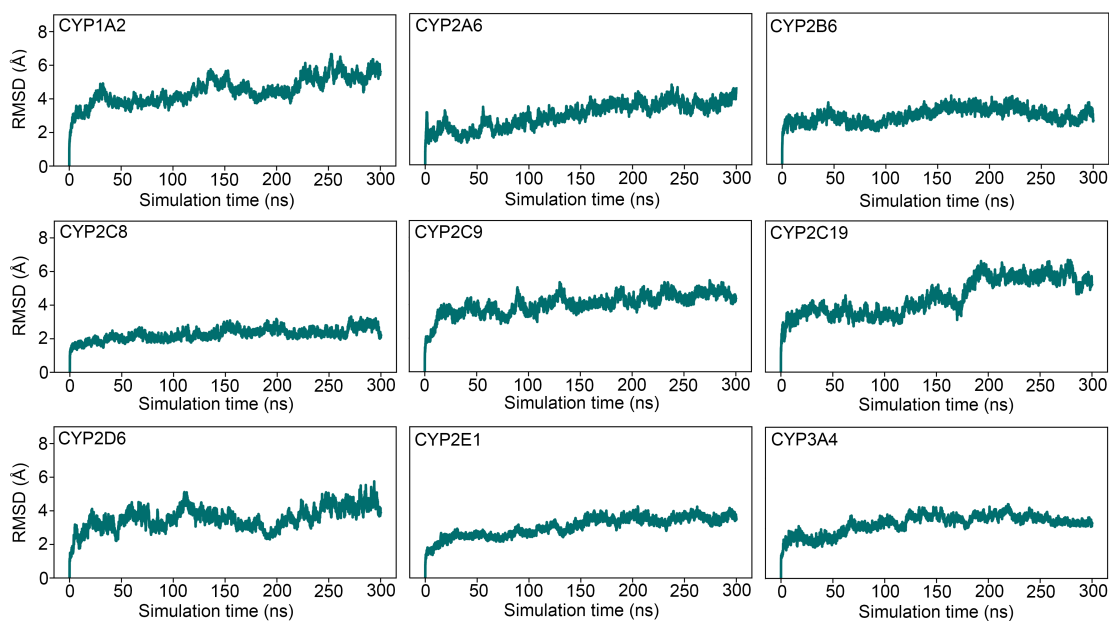 CYP1A2 CYP2A6 CYP2B6
RMSD (Å)
8
6
4
2
0
0 50 100 150 200 250 300 0 50 100 150 200 250 300 0 50 100 150 200 250 300
Simulation time (ns) Simulation time (ns) Simulation time (ns)
CYP2C8 CYP2C9 CYP2C19
RMSD (Å)
8
6
4
2
0
0 50 100 150 200 250 300 0 50 100 150 200 250 300 0 50 100 150 200 250 300
Simulation time (ns) Simulation time (ns) Simulation time (ns)
CYP2D6 CYP2E1 CYP3A4
RMSD (Å)
8
6
4
2
0
0 50 100 150 200 250 300 0 50 100 150 200 250 300 0 50 100 150 200 250 300
Simulation time (ns) Simulation time (ns) Simulation time (ns)